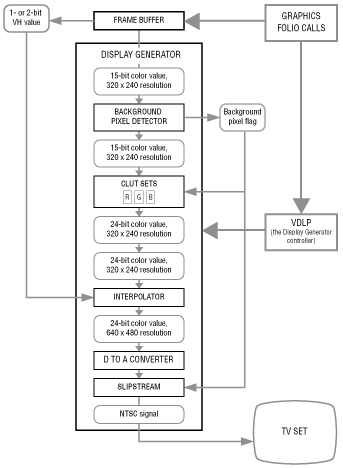 1- or 2-bit
VH value
FRAME BUFFER
GRAPHICS
FOLIO CALLS
DISPLAY GENERATOR
15-bit color value,
320 x 240 resolution
BACKGROUND
PIXEL DETECTOR
Background
pixel flag
15-bit color value,
320 x 240 resolution
CLUT SETS
R G B
24-bit color value,
320 x 240 resolution
VDLP
(the Display Generator
controller)
24-bit color value,
320 x 240 resolution
INTERPOLATOR
24-bit color value,
640 x 480 resolution
D TO A CONVERTER
SLIPSTREAM
NTSC signal
TV SET